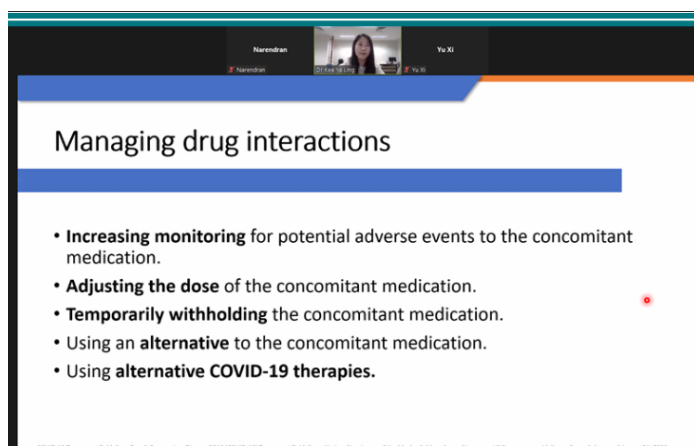 Narendran
Yu Xi
Narendran
Yu Xi
Managing drug interactions
• Increasing monitoring for potential adverse events to the concomitant
medication.
• Adjusting the dose of the concomitant medication.
• Temporarily withholding the concomitant medication.
• Using an alternative to the concomitant medication.
• Using alternative COVID-19 therapies.